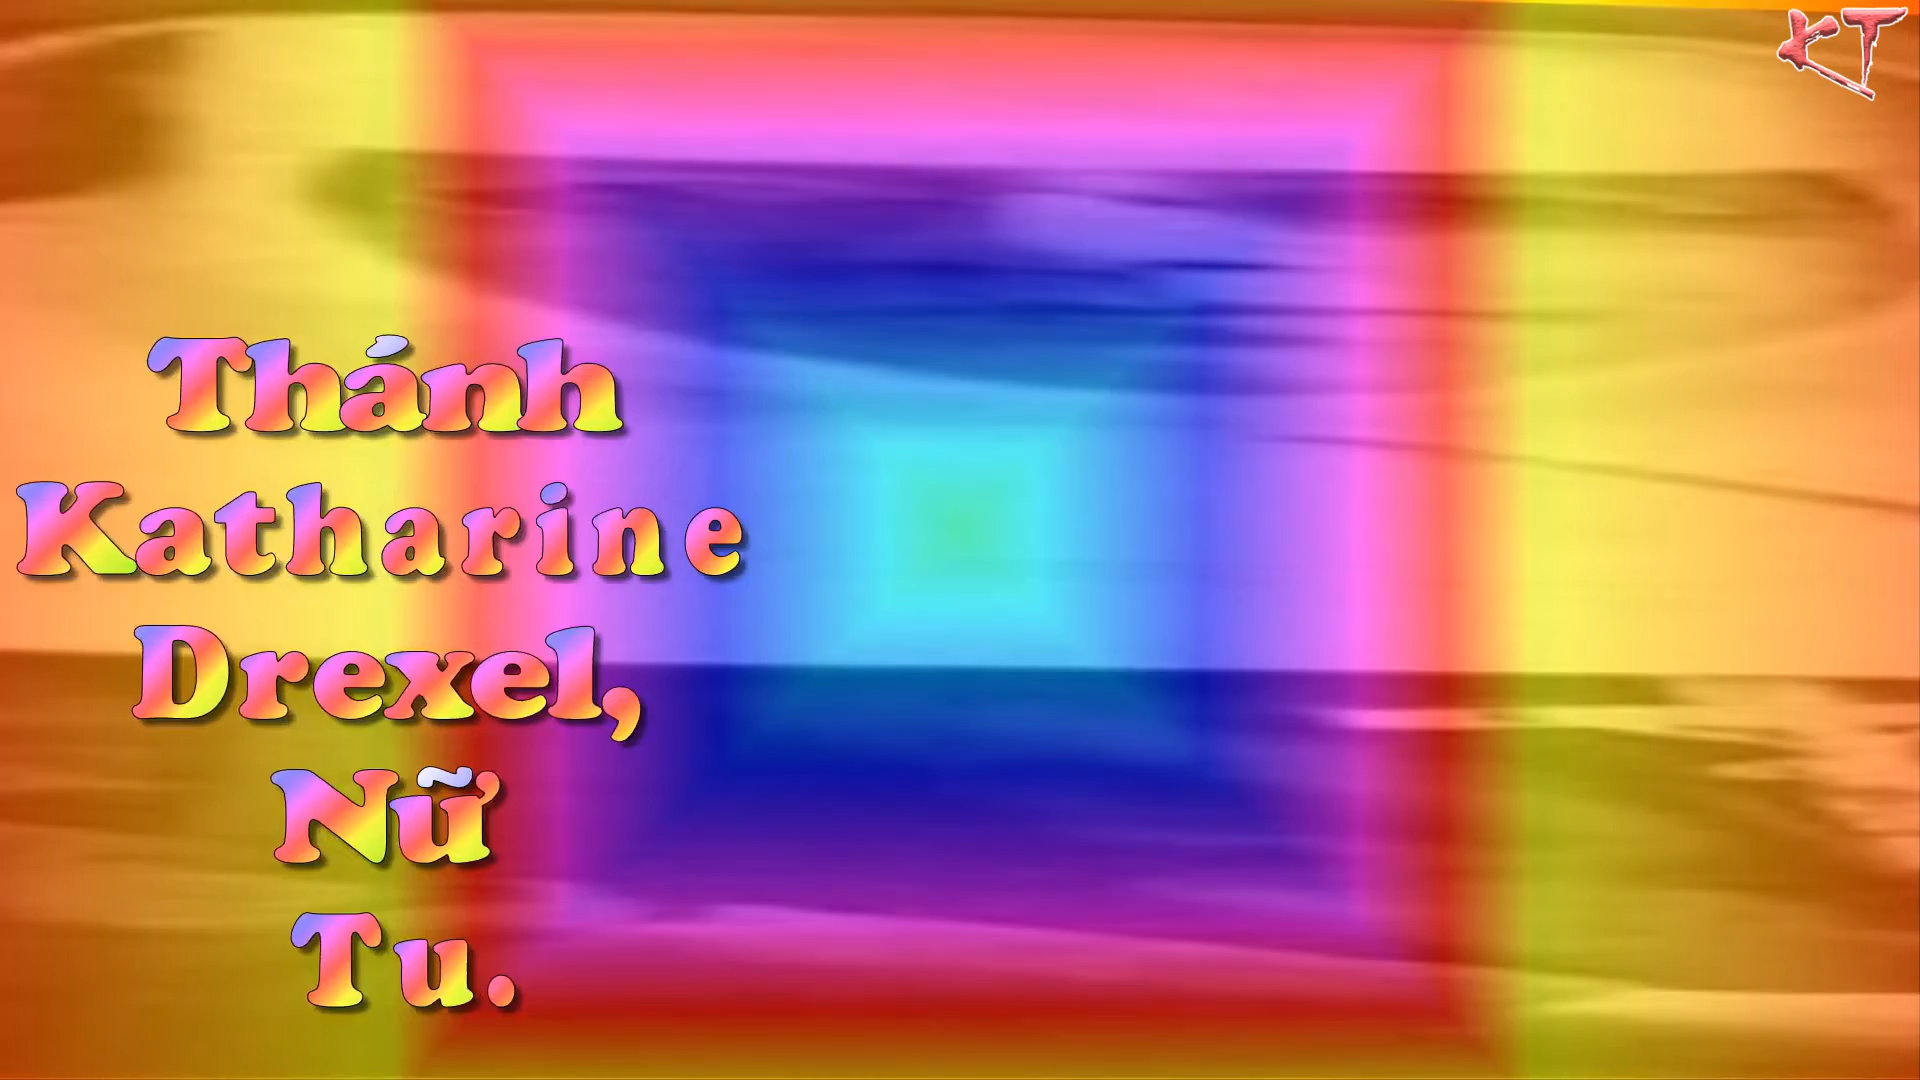 KT
Thánh
Katharine
Drexel,
Nữ
Tu.